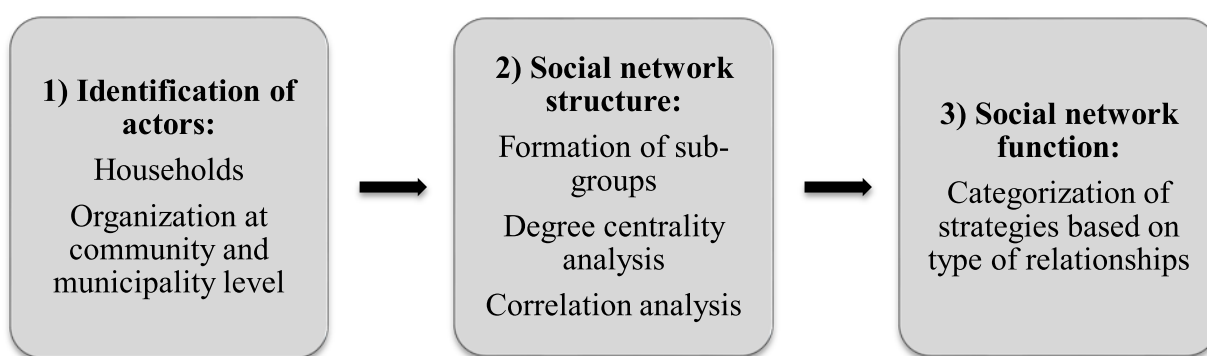 1) Identification of
actors:
Households
Organization at
community and
municipality level
2) Social network
structure:
Formation of sub-
groups
Degree centrality
analysis
Correlation analysis
3) Social network
function:
Categorization of
strategies based on
type of relationships